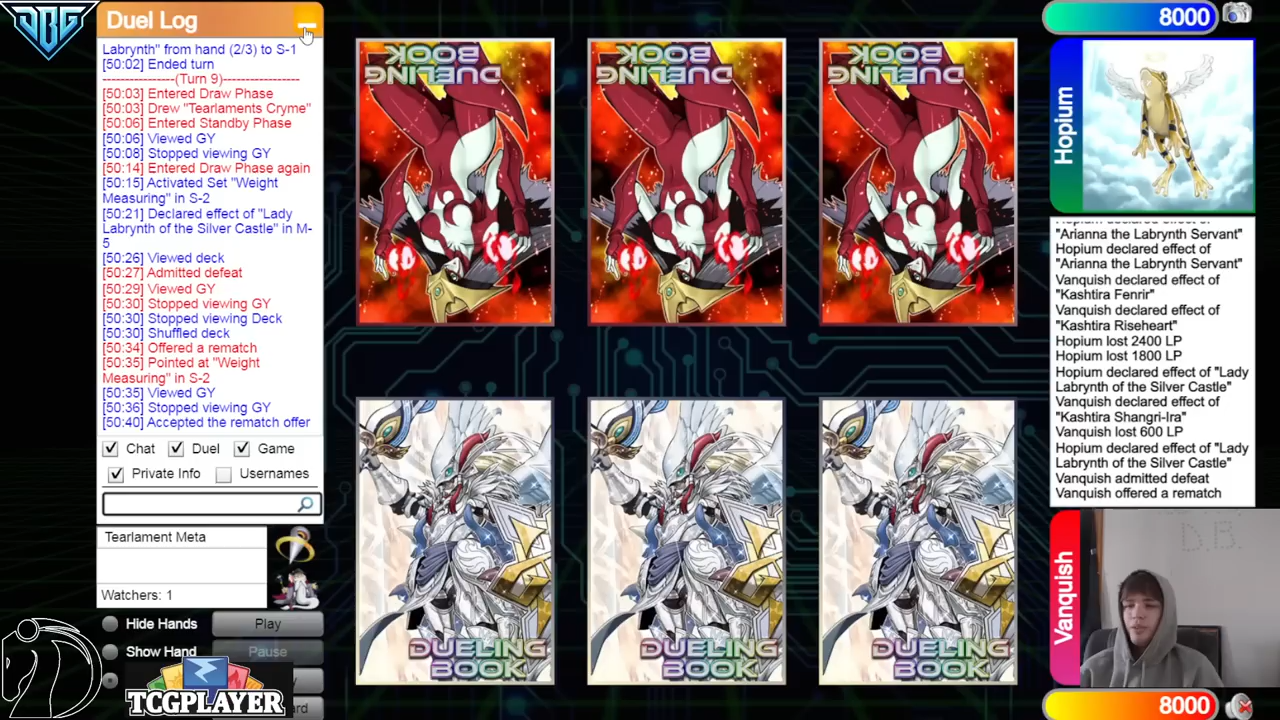 DBG
Duel Log
Labrynth" from hand (2/3) to S-1
[50:02] Ended turn
----------------(Turn 9)----------------
[50:03] Entered Draw Phase
[50:03] Drew "Tearlaments Cryme"
[50:06] Entered Standby Phase
[50:06] Viewed GY
[50:08] Stopped viewing GY
[50:14] Entered Draw Phase again
[50:15] Activated Set "Weight
Measuring" in S-2
[50:21] Declared effect of "Lady
Labrynth of the Silver Castle" in M-
5
[50:26] Viewed deck
[50:27] Admitted defeat
[50:29] Viewed GY
[50:30] Stopped viewing GY
[50:30] Stopped viewing Deck
[50:30] Shuffled deck
[50:34] Offered a rematch
[50:35] Pointed at "Weight
Measuring" in S-2
[50:35] Viewed GY
[50:36] Stopped viewing GY
[50:40] Accepted the rematch offer
Chat Duel Game
Private Info Usernames
Tearlament Meta
Watchers: 1
Hide Hands Play
Show Hand Pause
TCGPLAYER
DUELING BOOK
DUELING BOOK
DUELING BOOK
DUELING
BOOK
DUELING
BOOK
DUELING
BOOK
8000
Hopium
"Arianna the Labrynth Servant"
Hopium declared effect of
"Arianna the Labrynth Servant"
Vanquish declared effect of
"Kashtira Fenrir"
Vanquish declared effect of
"Kashtira Riseheart"
Hopium lost 2400 LP
Hopium lost 1800 LP
Hopium declared effect of "Lady
Labrynth of the Silver Castle"
Vanquish declared effect of
"Kashtira Shangri-Ira"
Vanquish lost 600 LP
Hopium declared effect of "Lady
Labrynth of the Silver Castle"
Vanquish admitted defeat
Vanquish offered a rematch
D.B.
Vanquish
8000